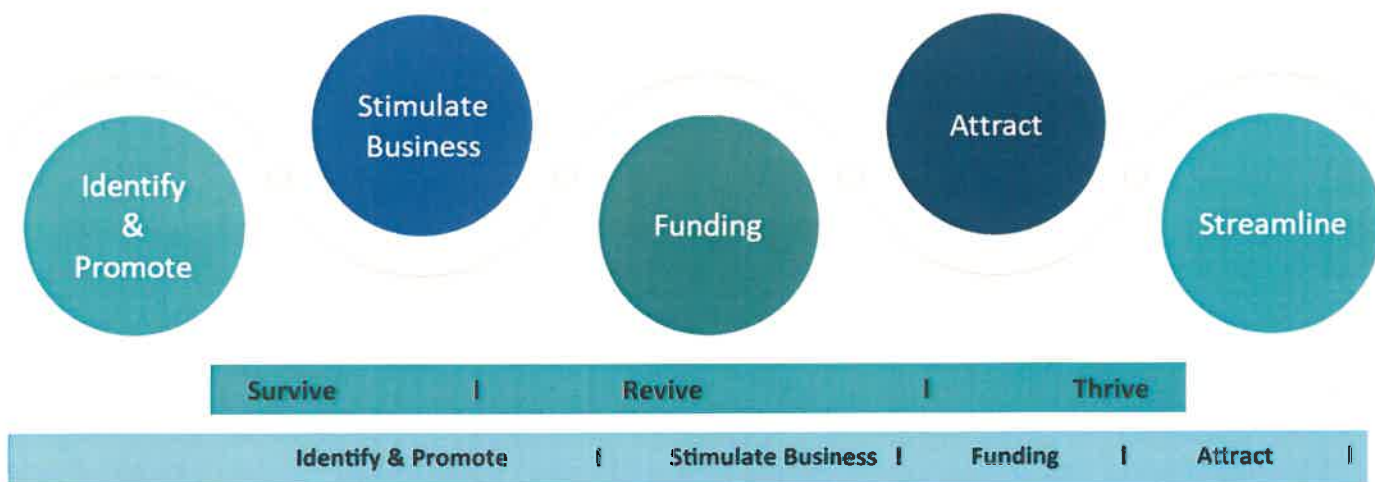 Identify
&
Promote
Stimulate
Business
Funding
Attract
Streamline
Survive | Revive | Thrive
Identify & Promote | Stimulate Business | Funding | Attract |